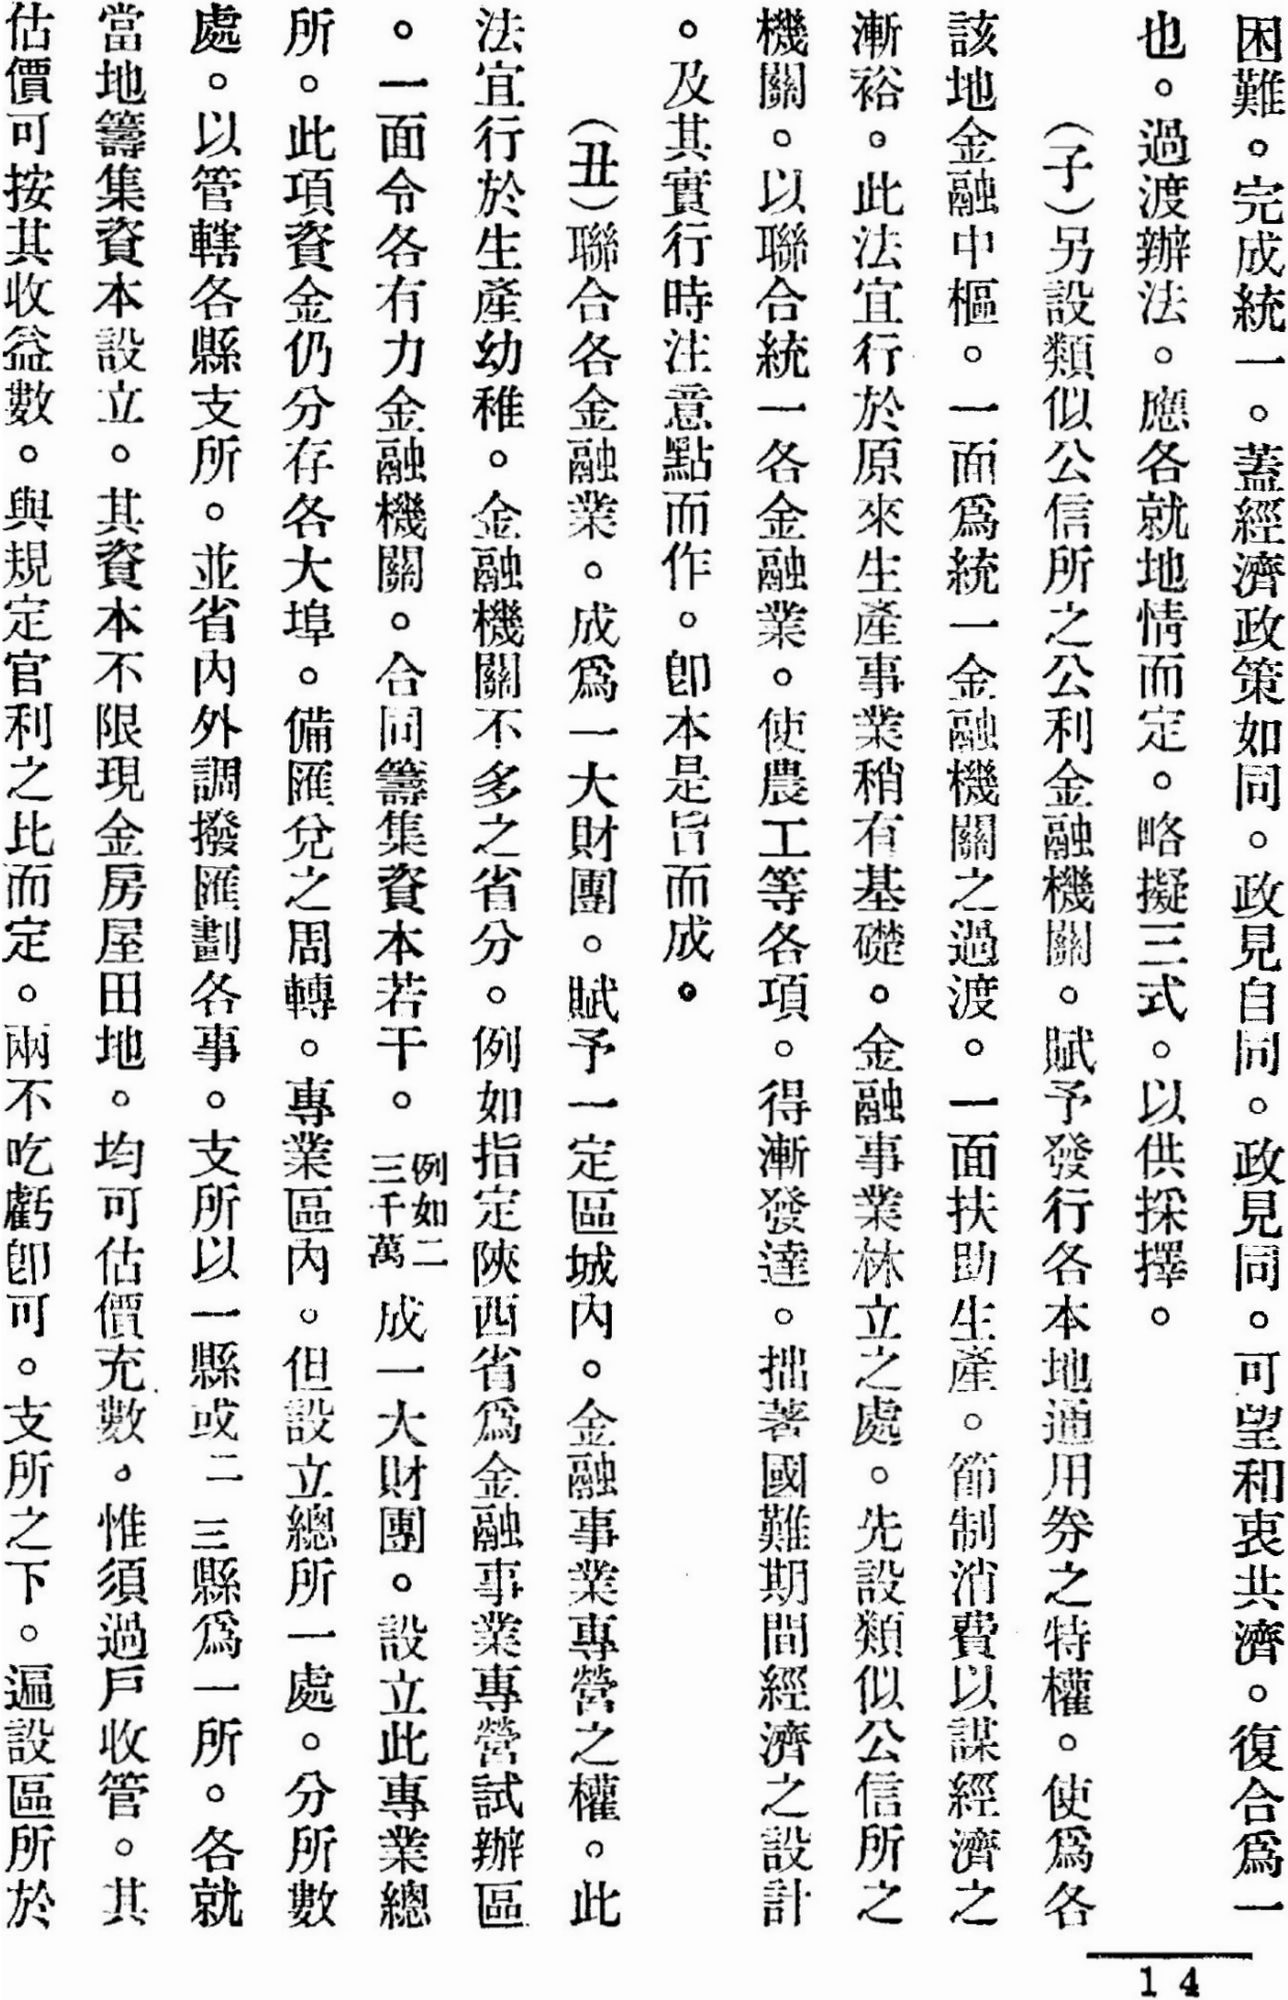 困難。完成統一。蓋經濟政策如同。政見自同。政見同。可望和衷共濟。復合爲一
也。過渡辦法。應各就地情而定。略擬三式。以供採擇。
（子）另設類似公信所之公利金融機關。賦予發行各本地通用券之特權。使爲各
該地金融中樞。一面爲統一金融機關之過渡。一面扶助生產。節制消費以謀經濟之
漸裕。此法宜行於原來生產事業稍有基礎。金融事業林立之處。先設類似公信所之
機關。以聯合統一各金融業。使農工等各項。得漸發達。拙著國難期間經濟之設計
。及其實行時注意點而作。卽本是旨而成。
（丑）聯合各金融業。成爲一大財團。賦予一定區城內。金融事業專營之權。此
法宜行於生產幼稚。金融機關不多之省分。例如指定陝西省爲金融事業專營試辦區
。一面令各有力金融機關。合同籌集資本若干。例如二三千萬成一大財團。設立此專業總
所。此項資金仍分存各大埠。備匯兌之周轉。專業區內。但設立總所一處。分所數
處。以管轄各縣支所。並省內外調撥匯劃各事。支所以一縣或二三縣爲一所。各就
當地籌集資本設立。其資本不限現金房屋田地。均可估價充數。惟須過戶收管。其
估價可按其收益數。與規定官利之比而定。兩不吃虧卽可。支所之下。遍設區所於
14